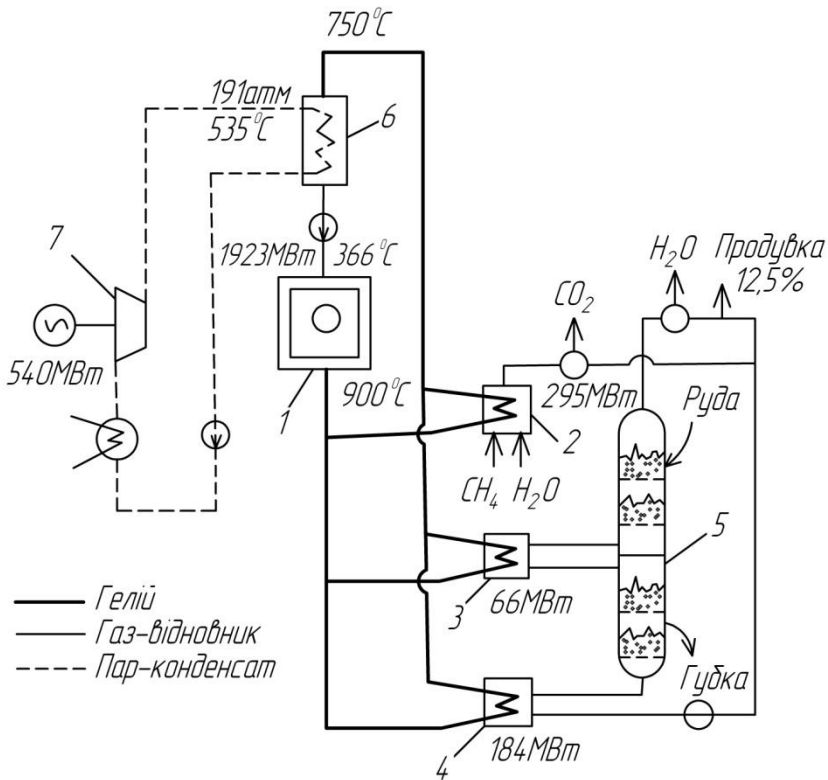 750°С
191атм
535°С
6
7
1923МВт
366°С
540МВт
1
900°С
H₂O
Продувка
12,5%
CO₂
295МВт
2
CH₄
H₂O
Руда
5
3
66МВт
Губка
4
184МВт
Гелій
Газ-відновник
Пар-конденсат